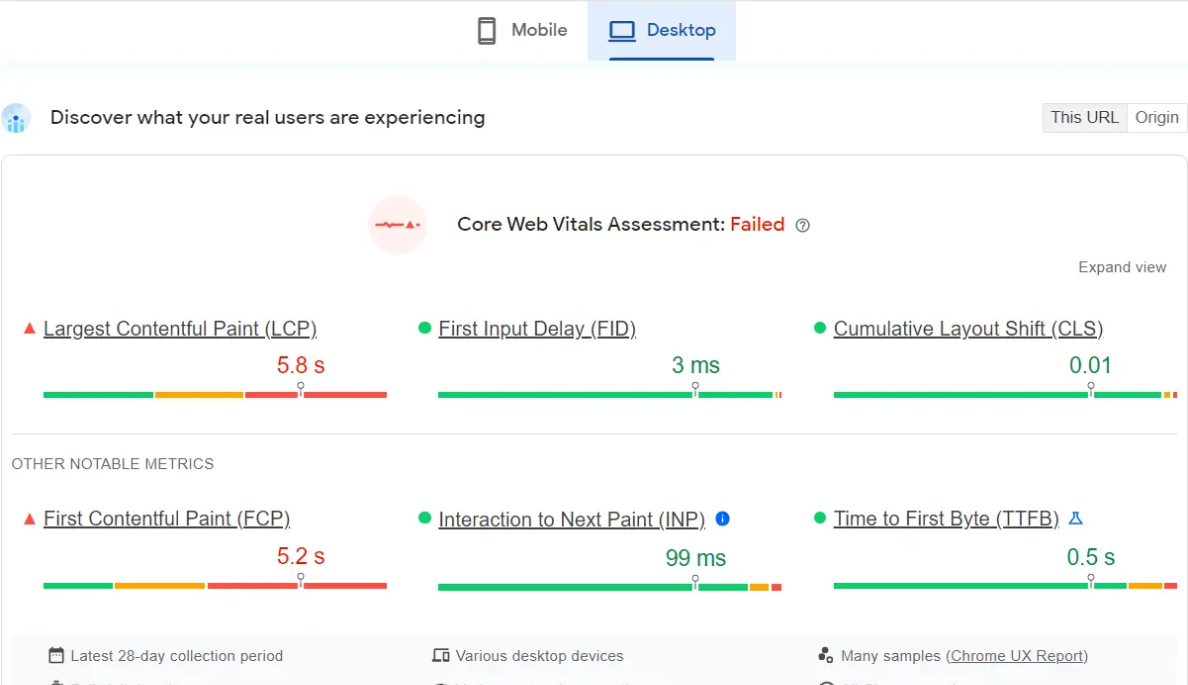 Mobile
Desktop
Discover what your real users are experiencing
This URL
Origin
Core Web Vitals Assessment: Failed
Expand view
Largest Contentful Paint (LCP)
5.8 s
First Input Delay (FID)
3 ms
Cumulative Layout Shift (CLS)
0.01
OTHER NOTABLE METRICS
First Contentful Paint (FCP)
5.2 s
Interaction to Next Paint (INP)
99 ms
Time to First Byte (TTFB)
0.5 s
Latest 28-day collection period
Various desktop devices
Many samples (Chrome UX Report)